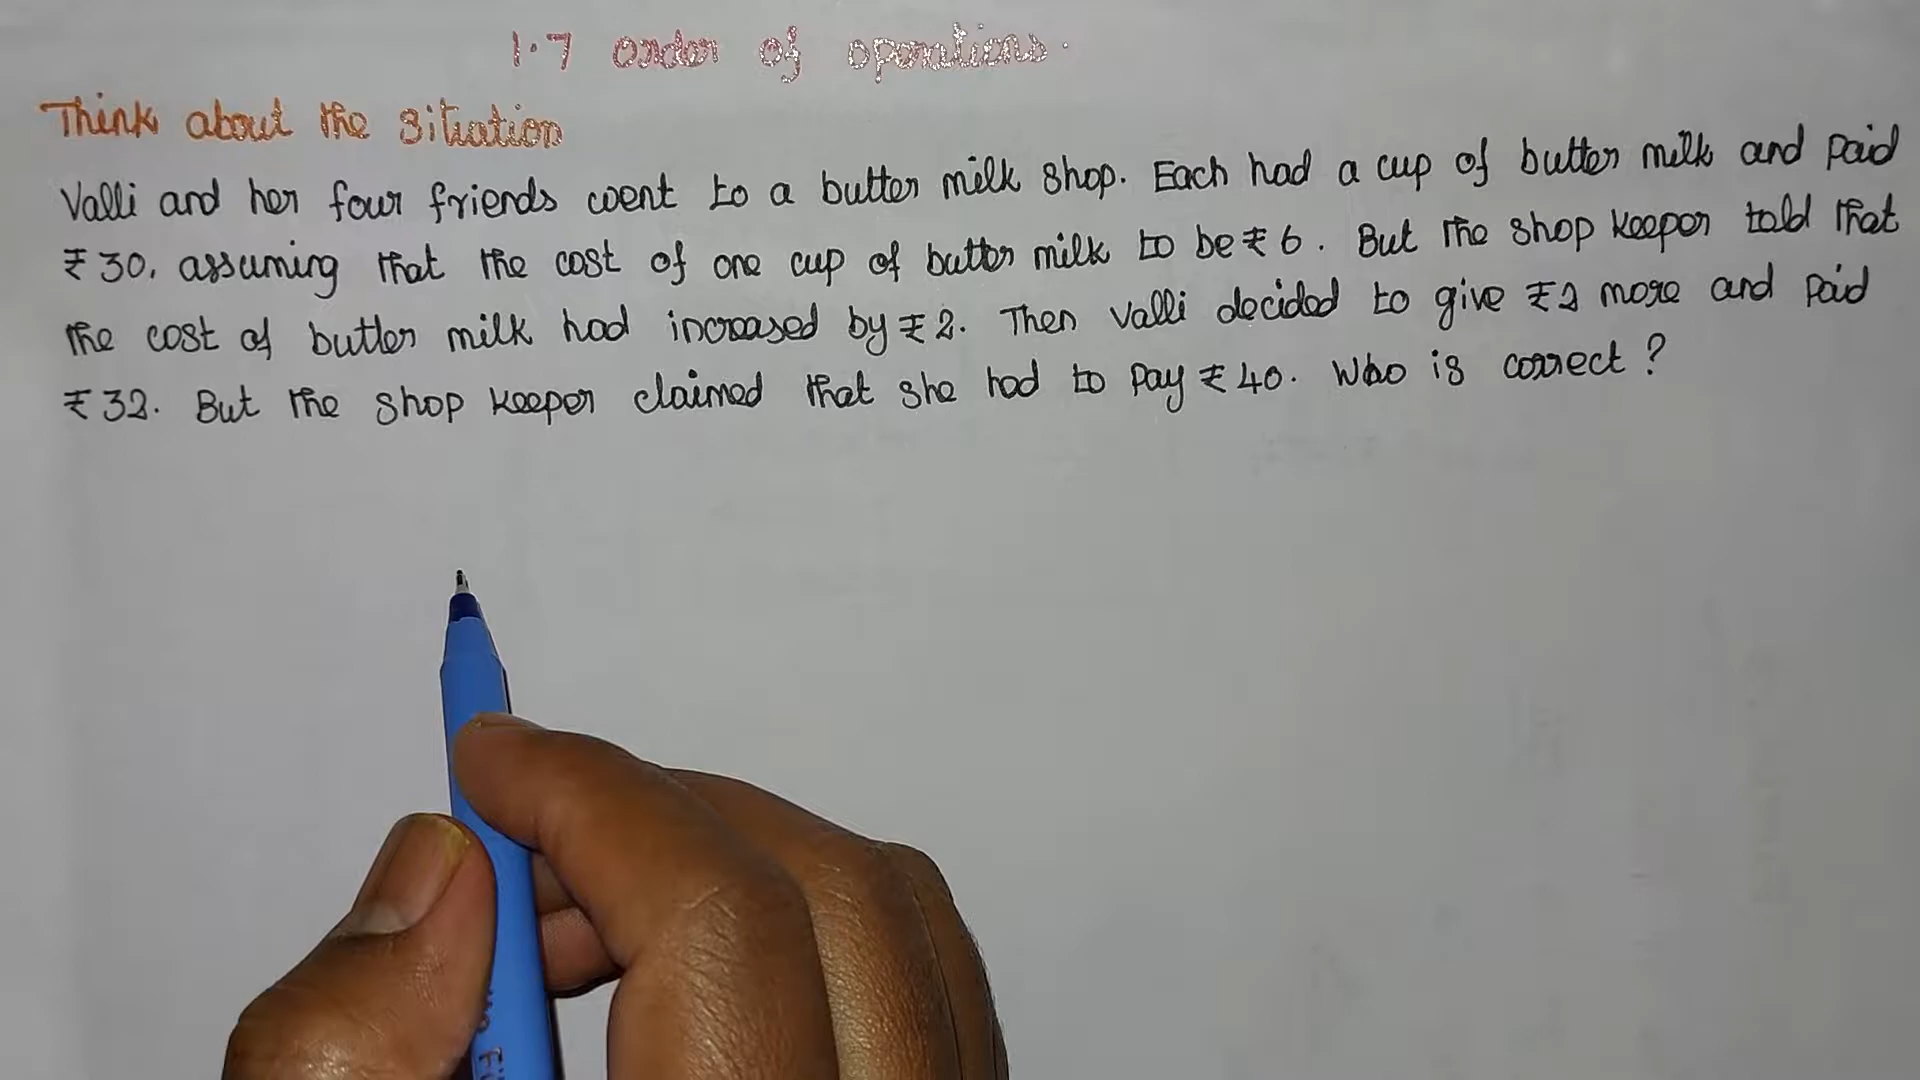 1.7 order of operations.
Think about the situation
Valli and her four friends went to a butter milk shop. Each had a cup of butter milk and paid
₹30, assuming that the cost of one cup of butter milk to be ₹6. But the shop keeper told that
the cost of butter milk had increased by ₹2. Then Valli decided to give ₹2 more and paid
₹32. But the shop keeper claimed that she had to pay ₹40. Who is correct?